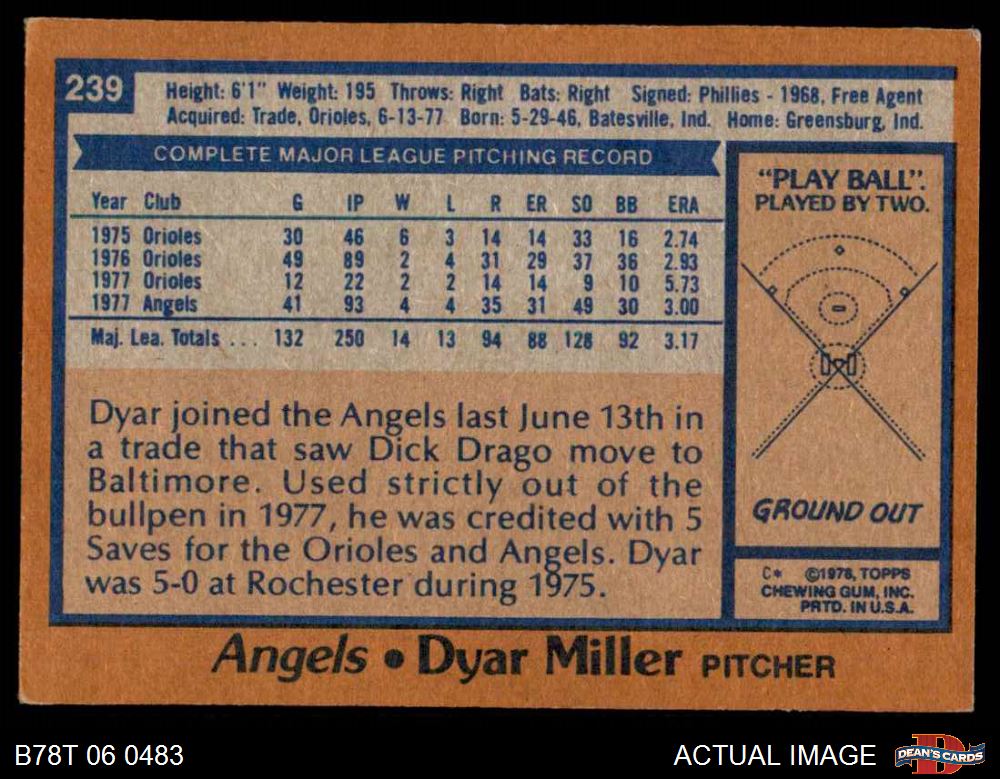 239
Height: 6'1" Weight: 195 Throws: Right Bats: Right Signed: Phillies - 1968, Free Agent
Acquired: Trade, Orioles, 6-13-77 Born: 5-29-46, Batesville, Ind. Home: Greensburg, Ind.
COMPLETE MAJOR LEAGUE PITCHING RECORD
Year Club G IP W L R ER SO BB ERA
1975 Orioles 30 46 6 3 14 14 33 16 2.74
1976 Orioles 49 89 2 4 31 29 37 36 2.93
1977 Orioles 12 22 2 2 14 14 9 10 5.73
1977 Angels 41 93 4 4 35 31 49 30 3.00
Maj. Lea. Totals ... 132 250 14 13 94 88 128 92 3.17
Dyar joined the Angels last June 13th in
a trade that saw Dick Drago move to
Baltimore. Used strictly out of the
bullpen in 1977, he was credited with 5
Saves for the Orioles and Angels. Dyar
was 5-0 at Rochester during 1975.
"PLAY BALL".
PLAYED BY TWO.
GROUND OUT
C* ©1978, TOPPS
CHEWING GUM, INC.
PRTD. IN U.S.A.
Angels • Dyar Miller PITCHER
B78T 06 0483
ACTUAL IMAGE
D
DEAN'S CARDS